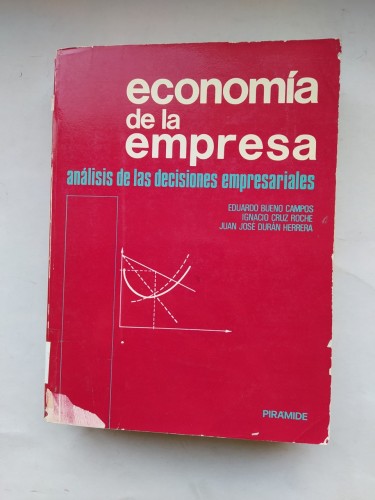 economía
de la
empresa
análisis de las decisiones empresariales
EDUARDO BUENO CAMPOS
IGNACIO CRUZ ROCHE
JUAN JOSÉ DURÁN HERRERA
PIRAMIDE